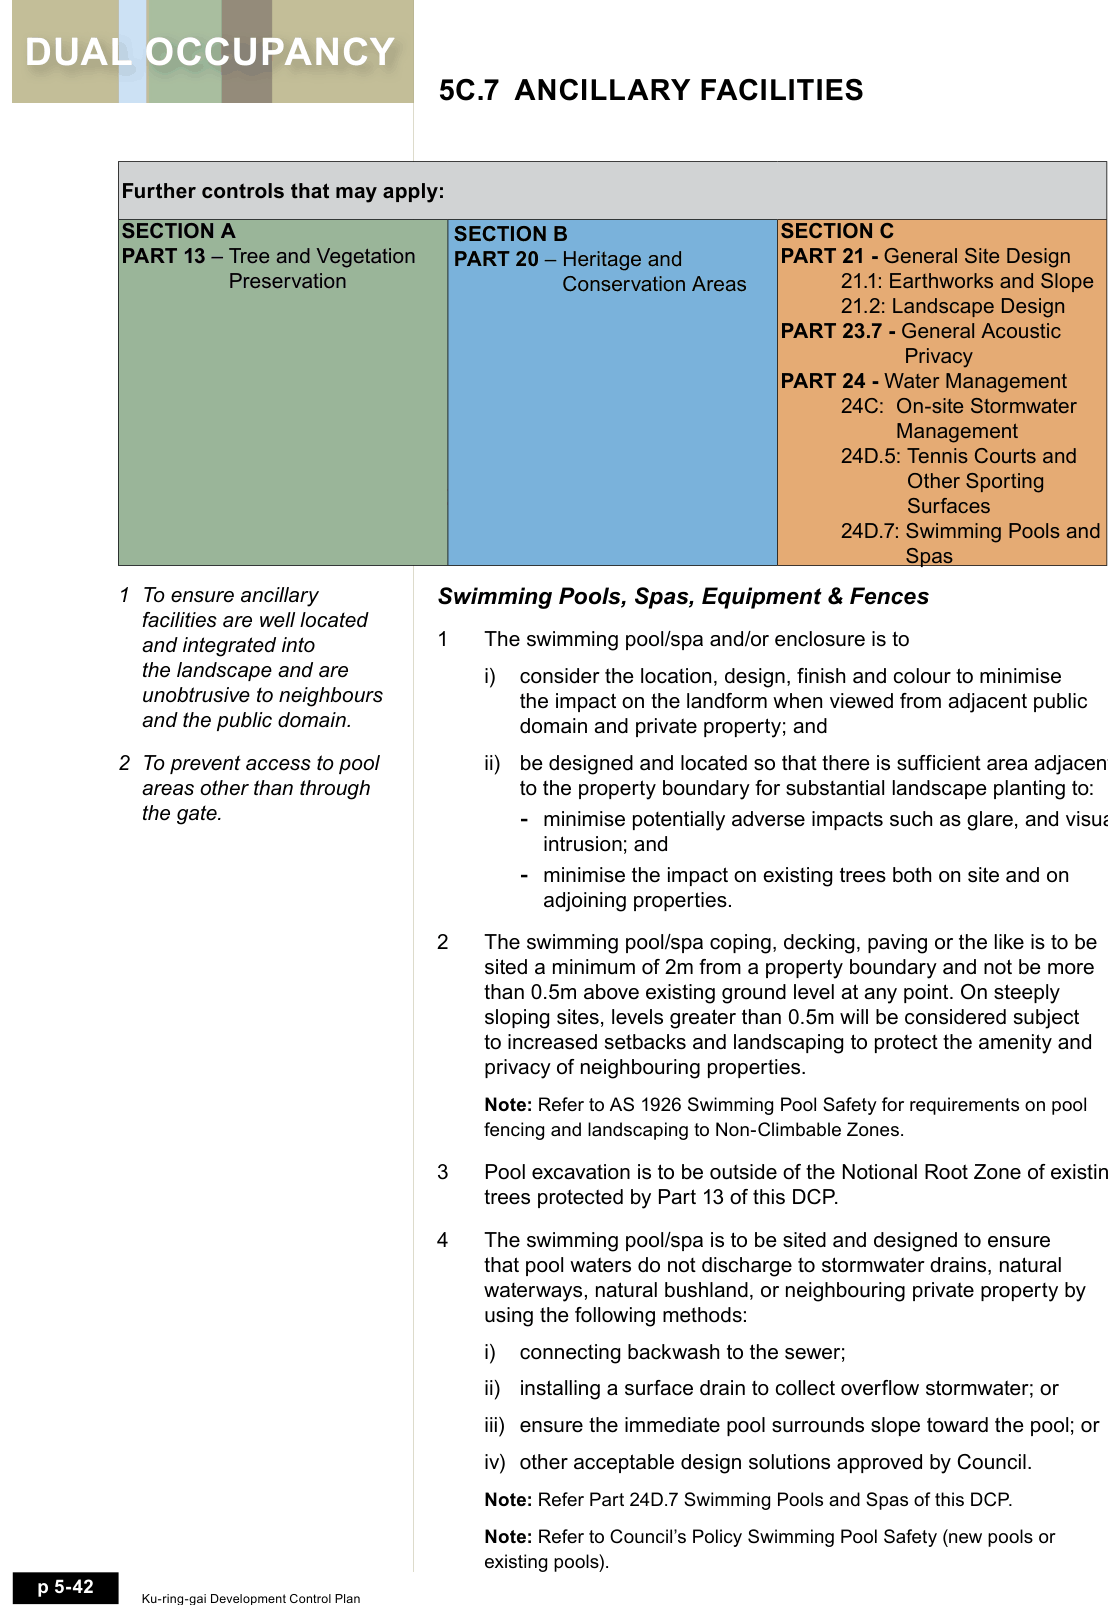 DUAL OCCUPANCY
5C.7 ANCILLARY FACILITIES
Further controls that may apply:
SECTION A
PART 13 – Tree and Vegetation
Preservation
SECTION B
PART 20 – Heritage and
Conservation Areas
SECTION C
PART 21 - General Site Design
21.1: Earthworks and Slope
21.2: Landscape Design
PART 23.7 - General Acoustic
Privacy
PART 24 - Water Management
24C: On-site Stormwater
Management
24D.5: Tennis Courts and
Other Sporting
Surfaces
24D.7: Swimming Pools and
Spas
1 To ensure ancillary
facilities are well located
and integrated into
the landscape and are
unobtrusive to neighbours
and the public domain.
2 To prevent access to pool
areas other than through
the gate.
Swimming Pools, Spas, Equipment & Fences
1 The swimming pool/spa and/or enclosure is to
i) consider the location, design, finish and colour to minimise
the impact on the landform when viewed from adjacent public
domain and private property; and
ii) be designed and located so that there is sufficient area adjacen
to the property boundary for substantial landscape planting to:
- minimise potentially adverse impacts such as glare, and visua
intrusion; and
- minimise the impact on existing trees both on site and on
adjoining properties.
2 The swimming pool/spa coping, decking, paving or the like is to be
sited a minimum of 2m from a property boundary and not be more
than 0.5m above existing ground level at any point. On steeply
sloping sites, levels greater than 0.5m will be considered subject
to increased setbacks and landscaping to protect the amenity and
privacy of neighbouring properties.
Note: Refer to AS 1926 Swimming Pool Safety for requirements on pool
fencing and landscaping to Non-Climbable Zones.
3 Pool excavation is to be outside of the Notional Root Zone of existin
trees protected by Part 13 of this DCP.
4 The swimming pool/spa is to be sited and designed to ensure
that pool waters do not discharge to stormwater drains, natural
waterways, natural bushland, or neighbouring private property by
using the following methods:
i) connecting backwash to the sewer;
ii) installing a surface drain to collect overflow stormwater; or
iii) ensure the immediate pool surrounds slope toward the pool; or
iv) other acceptable design solutions approved by Council.
Note: Refer Part 24D.7 Swimming Pools and Spas of this DCP.
Note: Refer to Council’s Policy Swimming Pool Safety (new pools or
existing pools).
p 5-42
Ku-ring-gai Development Control Plan